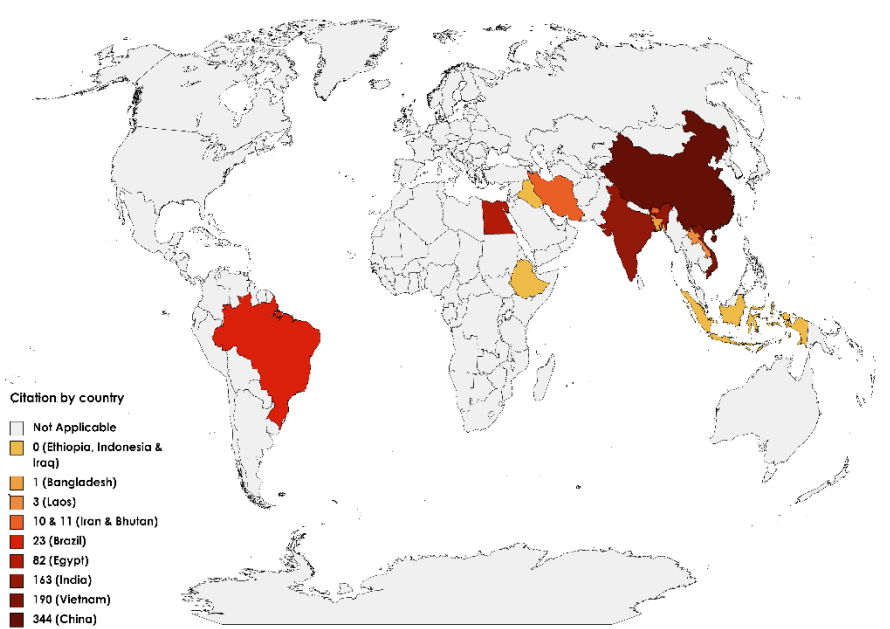 Citation by country
Not Applicable
0 (Ethiopia, Indonesia &
Iraq)
1 (Bangladesh)
3 (Laos)
10 & 11 (Iran & Bhutan)
23 (Brazil)
82 (Egypt)
163 (India)
190 (Vietnam)
344 (China)